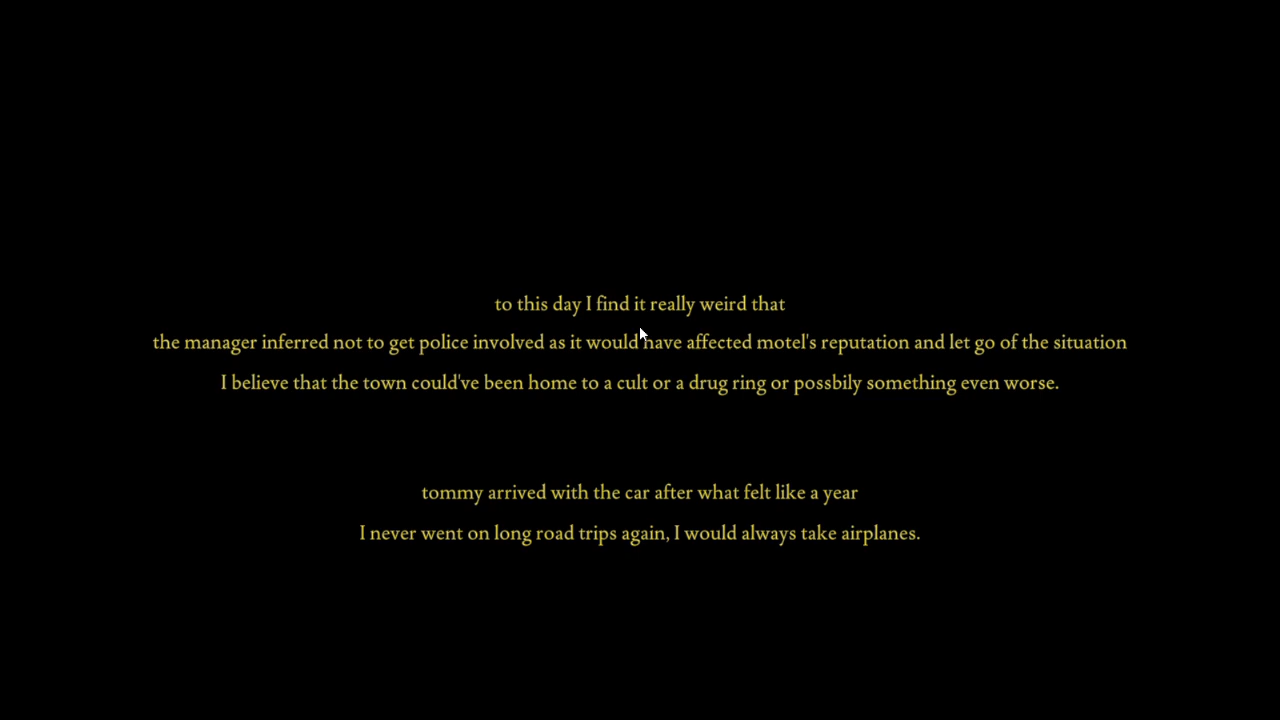 to this day I find it really weird that
the manager inferred not to get police involved as it would have affected motel's reputation and let go of the situation
I believe that the town could've been home to a cult or a drug ring or possbily something even worse.
tommy arrived with the car after what felt like a year
I never went on long road trips again, I would always take airplanes.